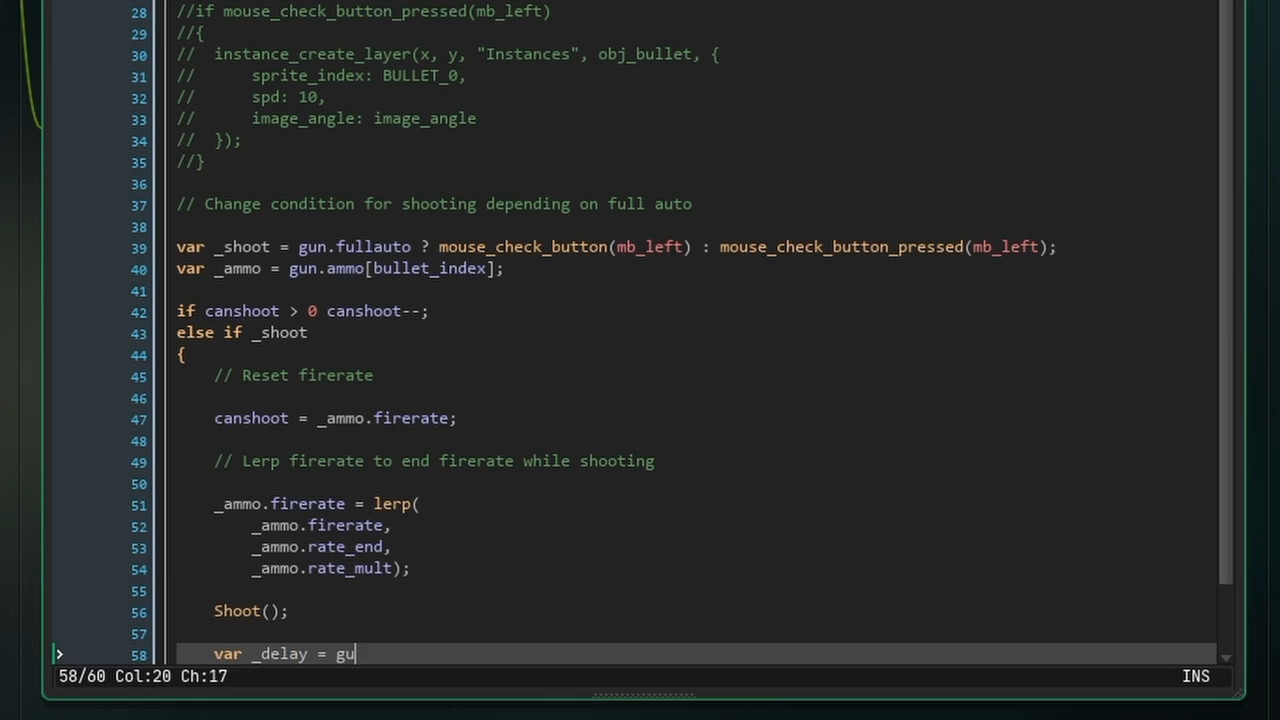 28 //if mouse_check_button_pressed(mb_left)
29 //{
30 //  instance_create_layer(x, y, "Instances", obj_bullet, {
31 //      sprite_index: BULLET_0,
32 //      spd: 10,
33 //      image_angle: image_angle
34 //  });
35 //}
36
37 // Change condition for shooting depending on full auto
38
39 var _shoot = gun.fullauto ? mouse_check_button(mb_left) : mouse_check_button_pressed(mb_left);
40 var _ammo = gun.ammo[bullet_index];
41
42 if canshoot > 0 canshoot--;
43 else if _shoot
44 {
45     // Reset firerate
46
47     canshoot = _ammo.firerate;
48
49     // Lerp firerate to end firerate while shooting
50
51     _ammo.firerate = lerp(
52         _ammo.firerate,
53         _ammo.rate_end,
54         _ammo.rate_mult);
55
56     Shoot();
57
58     var _delay = gu
58/60 Col:20 Ch:17 INS